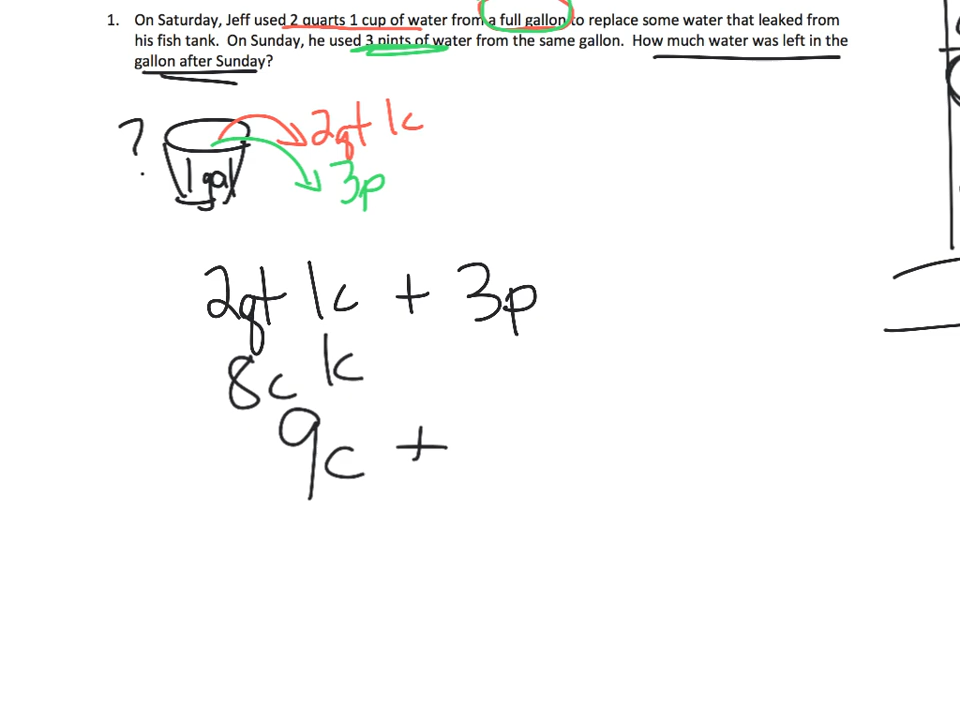 1. On Saturday, Jeff used 2 quarts 1 cup of water from a full gallon to replace some water that leaked from
his fish tank. On Sunday, he used 3 pints of water from the same gallon. How much water was left in the
gallon after Sunday?
? 1 gal 2qt 1c
3p
2qt 1c + 3p
8c 1c
9c +